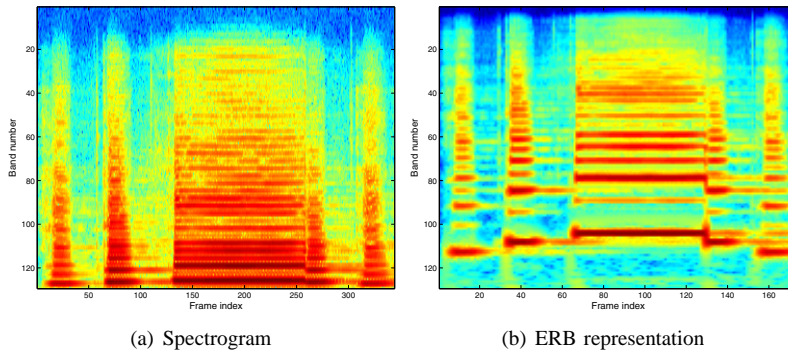 20
40
60
80
100
120
Band number
50 100 150 200 250 300
Frame index
(a) Spectrogram
20
40
60
80
100
120
Band number
20 40 60 80 100 120 140 160
Frame index
(b) ERB representation